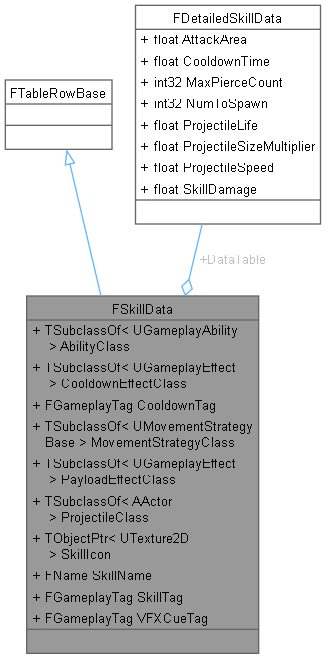 FDetailedSkillData
+ float AttackArea
+ float CooldownTime
+ int32 MaxPierceCount
+ int32 NumToSpawn
+ float ProjectileLife
+ float ProjectileSizeMultiplier
+ float ProjectileSpeed
+ float SkillDamage
FTableRowBase
+DataTable
FSkillData
+ TSubclassOf< UGameplayAbility
> AbilityClass
+ TSubclassOf< UGameplayEffect
> CooldownEffectClass
+ FGameplayTag CooldownTag
+ TSubclassOf< UMovementStrategy
Base > MovementStrategyClass
+ TSubclassOf< UGameplayEffect
> PayloadEffectClass
+ TSubclassOf< AActor
> ProjectileClass
+ TObjectPtr< UTexture2D
> SkillIcon
+ FName SkillName
+ FGameplayTag SkillTag
+ FGameplayTag VFXCueTag